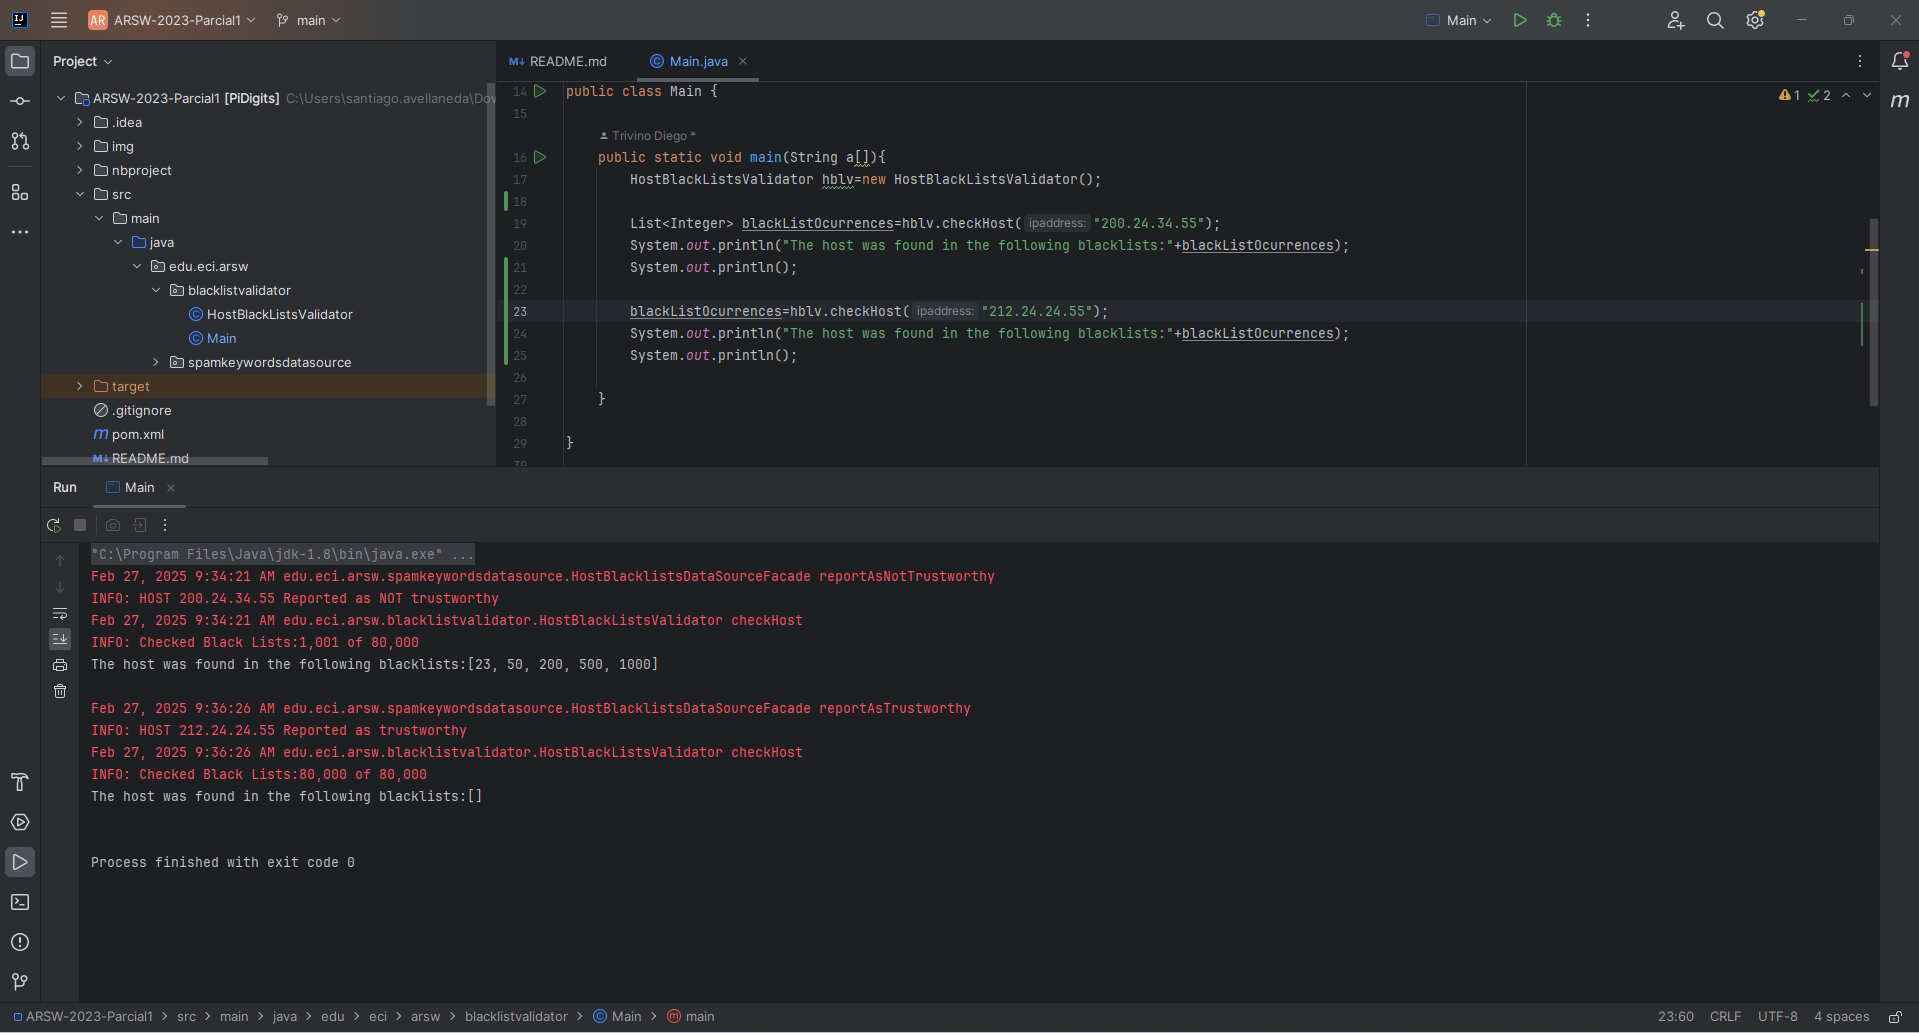 AR ARSW-2023-Parcial1 main Main
Project
ARSW-2023-Parcial1 [PiDigits] C:\Users\santiago.avellaneda\Dow
.idea
img
nbproject
src
main
java
edu.eci.arsw
blacklistvalidator
HostBlackListsValidator
Main
spamkeywordsdatasource
target
.gitignore
pom.xml
README.md
README.md Main.java
1 2
14 public class Main {
15
Trivino Diego *
16 public static void main(String a[]){
17 HostBlackListsValidator hblv=new HostBlackListsValidator();
18
19 List<Integer> blackListOcurrences=hblv.checkHost( ipaddress: "200.24.34.55");
20 System.out.println("The host was found in the following blacklists:"+blackListOcurrences);
21 System.out.println();
22
23 blackListOcurrences=hblv.checkHost( ipaddress: "212.24.24.55");
24 System.out.println("The host was found in the following blacklists:"+blackListOcurrences);
25 System.out.println();
26
27 }
28
29 }
30
Run Main
"C:\Program Files\Java\jdk-1.8\bin\java.exe" ...
Feb 27, 2025 9:34:21 AM edu.eci.arsw.spamkeywordsdatasource.HostBlacklistsDataSourceFacade reportAsNotTrustworthy
INFO: HOST 200.24.34.55 Reported as NOT trustworthy
Feb 27, 2025 9:34:21 AM edu.eci.arsw.blacklistvalidator.HostBlackListsValidator checkHost
INFO: Checked Black Lists:1,001 of 80,000
The host was found in the following blacklists:[23, 50, 200, 500, 1000]
Feb 27, 2025 9:36:26 AM edu.eci.arsw.spamkeywordsdatasource.HostBlacklistsDataSourceFacade reportAsTrustworthy
INFO: HOST 212.24.24.55 Reported as trustworthy
Feb 27, 2025 9:36:26 AM edu.eci.arsw.blacklistvalidator.HostBlackListsValidator checkHost
INFO: Checked Black Lists:80,000 of 80,000
The host was found in the following blacklists:[]
Process finished with exit code 0
ARSW-2023-Parcial1 > src > main > java > edu > eci > arsw > blacklistvalidator > Main > main 23:60 CRLF UTF-8 4 spaces